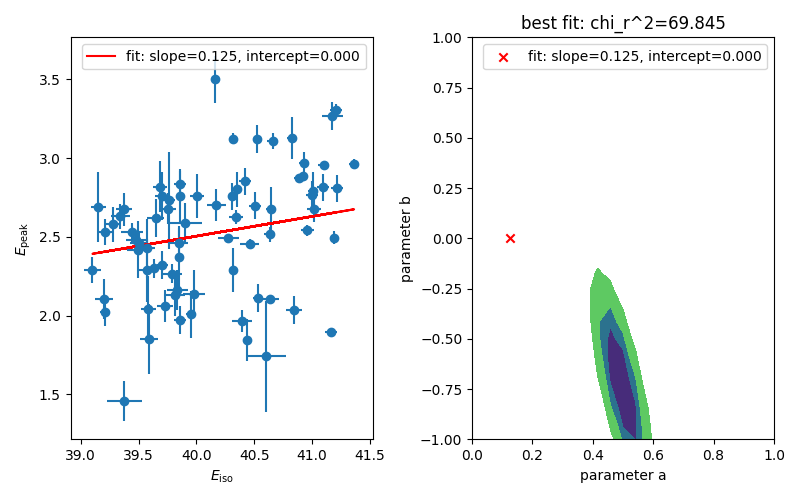 best fit: chi_r^2=69.845
fit: slope=0.125, intercept=0.000
3.5
3.0
2.5
2.0
1.5
E_peak
39.0 39.5 40.0 40.5 41.0 41.5
E_iso
fit: slope=0.125, intercept=0.000
1.00
0.75
0.50
0.25
0.00
−0.25
−0.50
−0.75
−1.00
parameter b
0.0 0.2 0.4 0.6 0.8 1.0
parameter a